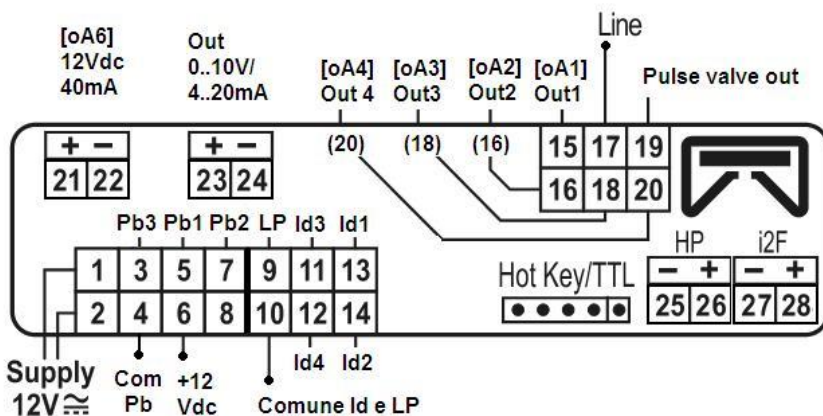 [oA6]
12Vdc
40mA
Out
0..10V/
4..20mA
[oA4]
Out 4
[oA3]
Out3
[oA2]
Out2
[oA1]
Out1
Line
Pulse valve out
+ −
21 22
+ −
23 24
(20) (18) (16)
15 17 19
16 18 20
Pb3 Pb1 Pb2 LP Id3 Id1
1 3 5 7 9 11 13
2 4 6 8 10 12 14
Hot Key/TTL
HP i2F
− + − +
25 26 27 28
Id4 Id2
Supply
12V
Com
Pb
+12
Vdc
Comune Id e LP